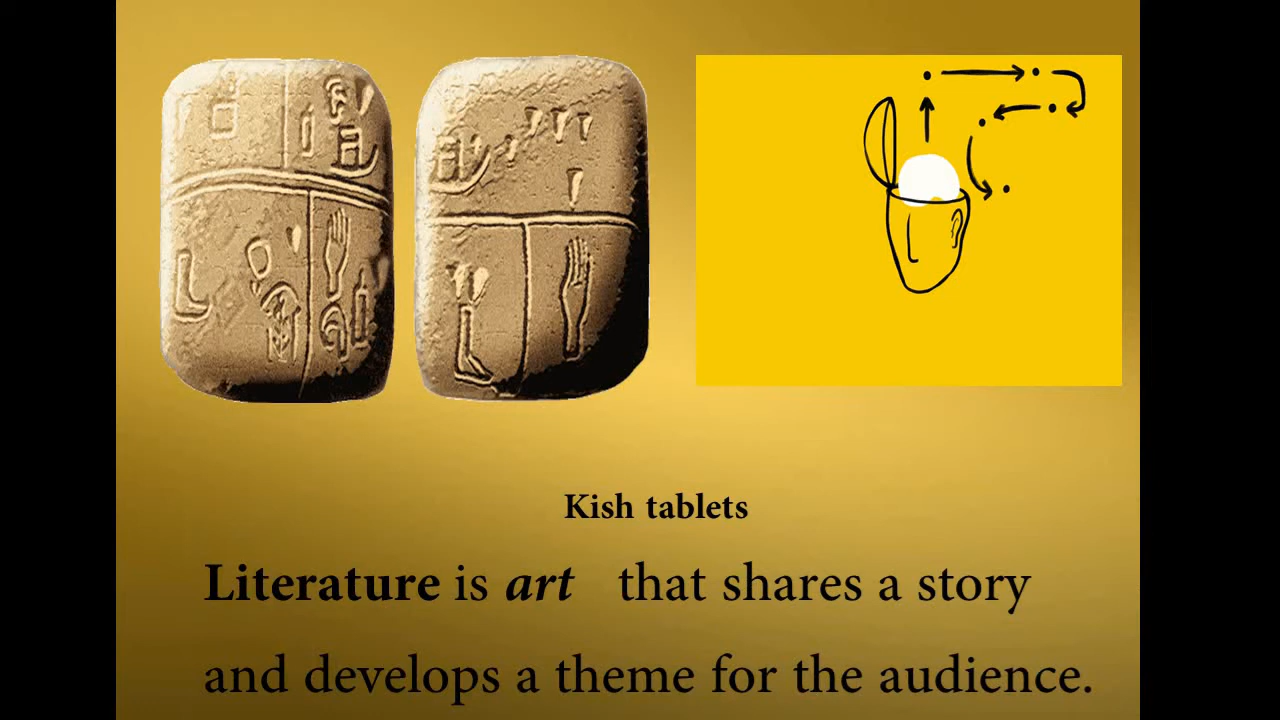 Kish tablets
Literature is art that shares a story
and develops a theme for the audience.